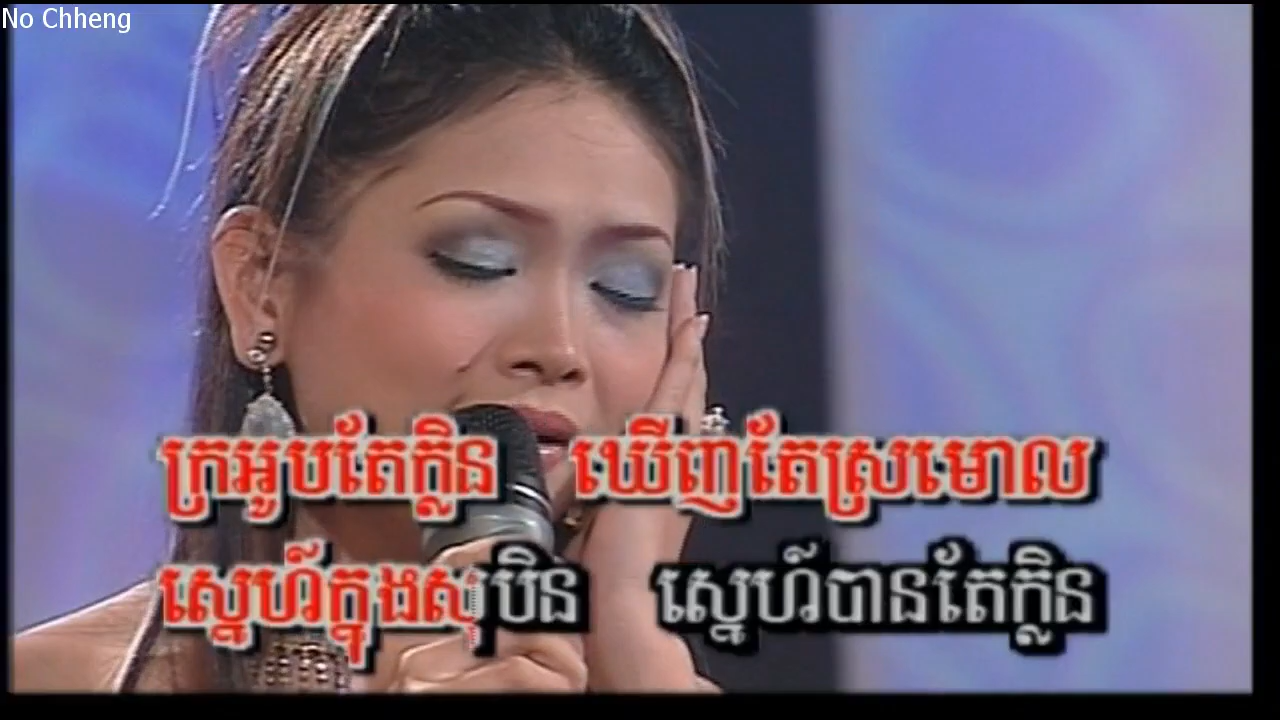 No Chheng
ក្រអូបតែក្លិន ឃើញតែស្រមោល
ស្នេហ៍ក្នុងសុបិន ស្នេហ៍បានតែក្លិន